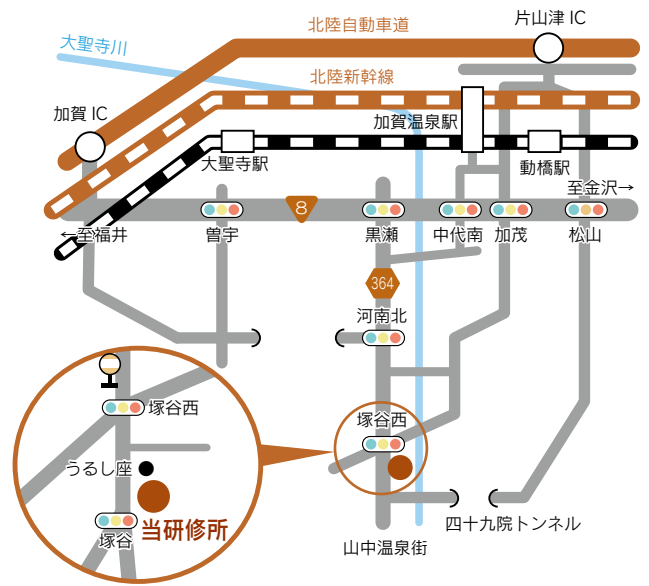 片山津 IC
北陸自動車道
大聖寺川
北陸新幹線
加賀 IC
加賀温泉駅
大聖寺駅
動橋駅
至金沢→
8
←至福井
曽宇
黒瀬
中代南
加茂
松山
364
河南北
塚谷西
塚谷西
うるし座
当研修所
塚谷
四十九院トンネル
山中温泉街